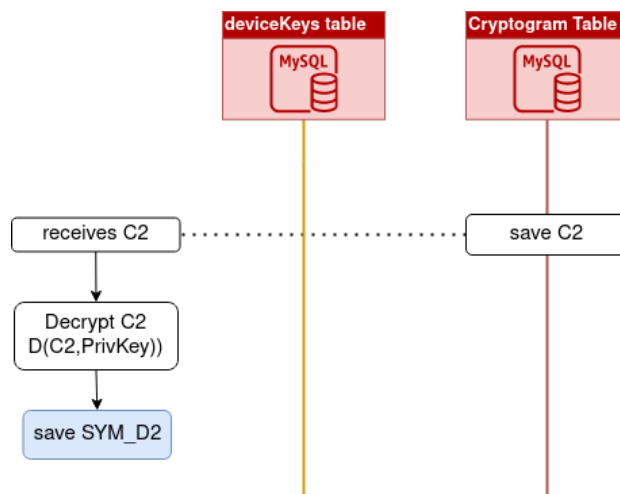 deviceKeys table
Cryptogram Table
MySQL
MySQL
receives C2
save C2
Decrypt C2
D(C2,PrivKey))
save SYM_D2